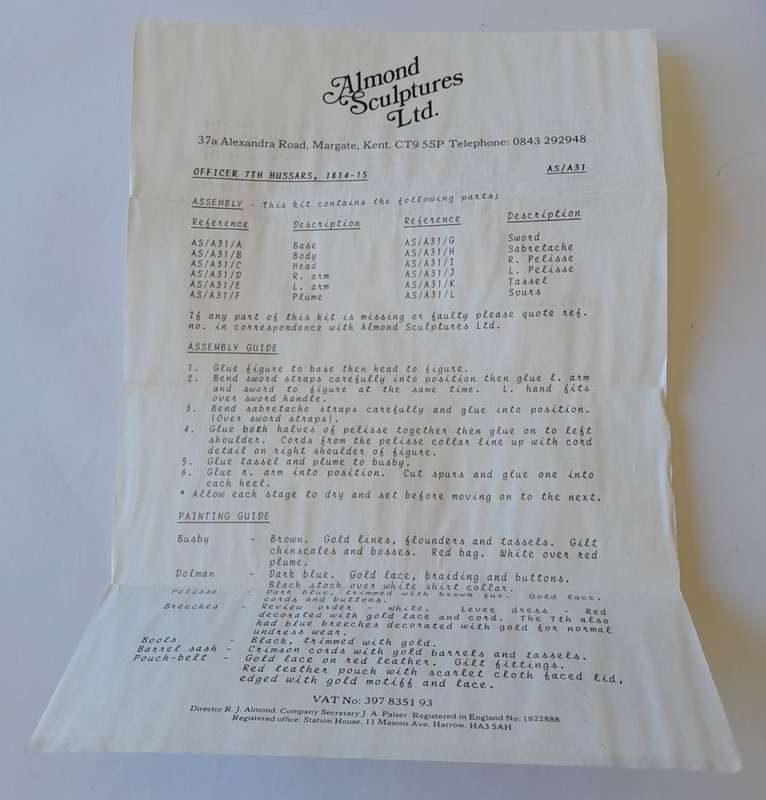 Almond
Sculptures
Ltd.
37a Alexandra Road, Margate, Kent. CT9 5SP Telephone: 0843 292948
OFFICER 7TH HUSSARS, 1814-15 AS/A31
ASSEMBLY - This kit contains the following parts;
Reference Description Reference Description
AS/A31/A Base AS/A31/G Sword
AS/A31/B Body AS/A31/H Sabretache
AS/A31/C Head AS/A31/I R. Pelisse
AS/A31/D R. arm AS/A31/J L. Pelisse
AS/A31/E L. arm AS/A31/K Tassel
AS/A31/F Plume AS/A31/L Spurs
If any part of this kit is missing or faulty please quote ref.
no. in correspondence with Almond Sculptures Ltd.
ASSEMBLY GUIDE
1. Glue figure to base then head to figure.
2. Bend sword straps carefully into position then glue l. arm
and sword to figure at the same time. L. hand fits
over sword handle.
3. Bend sabretache straps carefully and glue into position.
(Over sword straps).
4. Glue both halves of pelisse together then glue on to left
shoulder. Cords from the pelisse collar line up with cord
detail on right shoulder of figure.
5. Glue tassel and plume to busby.
6. Glue r. arm into position. Cut spurs and glue one into
each heel.
* Allow each stage to dry and set before moving on to the next.
PAINTING GUIDE
Busby - Brown. Gold lines, flounders and tassels. Gilt
chinscales and bosses. Red bag. White over red
plume.
Dolman - Dark blue. Gold lace, braiding and buttons.
Black stock over white shirt collar.
Pelisse - Dark blue, trimmed with brown fur. Gold lace,
cords and buttons.
Breeches - Review order - white. Levee dress - Red
decorated with gold lace and cord. The 7th also
had blue breeches decorated with gold for normal
undress wear.
Boots - Black, trimmed with gold.
Barrel sash - Crimson cords with gold barrels and tassels.
Pouch-belt - Gold lace on red leather. Gilt fittings.
Red leather pouch with scarlet cloth faced lid,
edged with gold motiff and lace.
VAT No: 397 8351 93
Director R. J. Almond. Company Secretary J. A. Palser. Registered in England No: 1822888
Registered office: Station House, 11 Masons Ave, Harrow. HA3 5AH